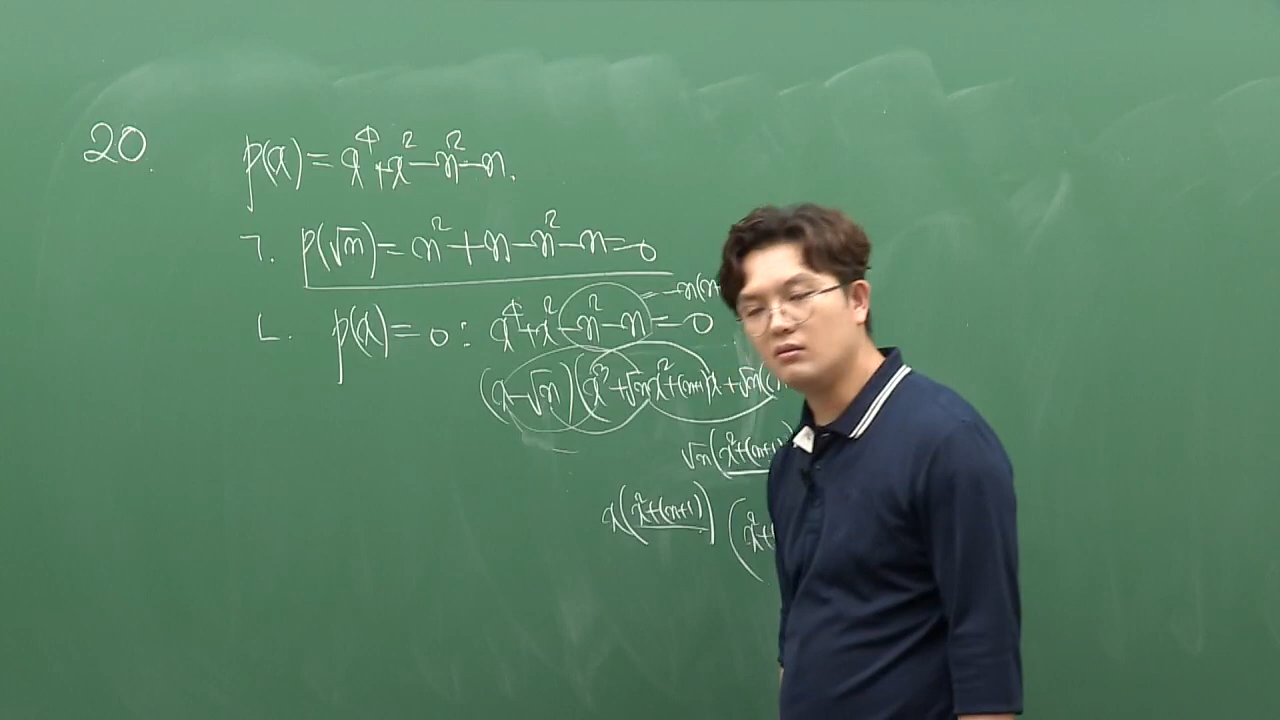 20.
p(x)=x⁴+x²-n²-n.
ㄱ. p(√n)=n²+n-n²-n=0
=-n(n+
ㄴ. p(x)=0 : x⁴+x²-n²-n=0
(x-√n)(x³+√nx²+(n+1)x+√n(
√n(x²+(n+1)
x(x²+(n+1)) (x²+